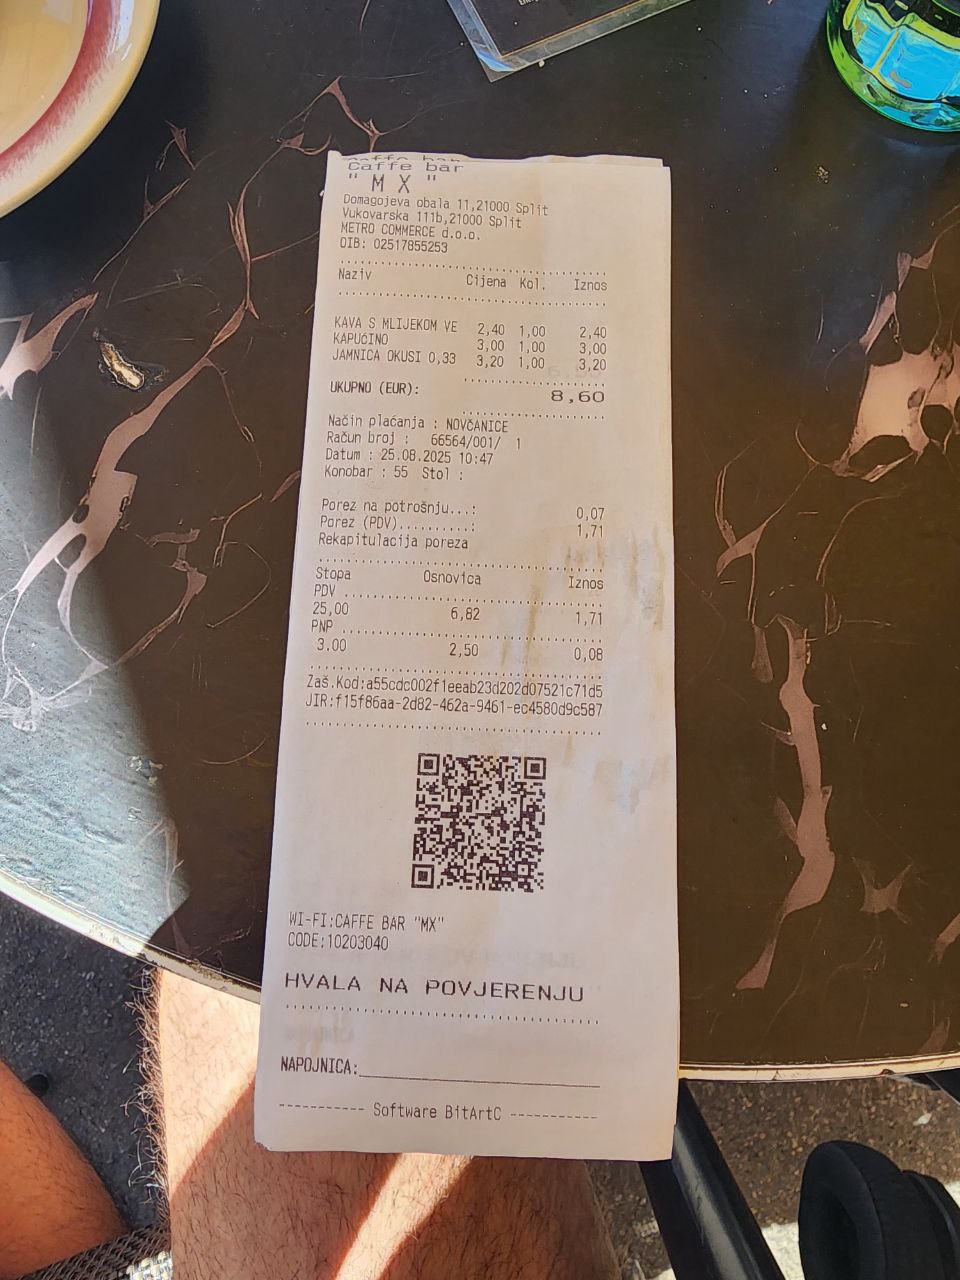 Caffe bar
" M X "
Domagojeva obala 11,21000 Split
Vukovarska 111b,21000 Split
METRO COMMERCE d.o.o.
OIB: 02517855253
Naziv Cijena Kol. Iznos
KAVA S MLIJEKOM VE 2,40 1,00 2,40
KAPUĆINO 3,00 1,00 3,00
JAMNICA OKUSI 0,33 3,20 1,00 3,20
UKUPNO (EUR): 8,60
Način plaćanja : NOVČANICE
Račun broj : 66564/001/ 1
Datum : 25.08.2025 10:47
Konobar : 55 Stol :
Porez na potrošnju...: 0,07
Porez (PDV)..........: 1,71
Rekapitulacija poreza
Stopa Osnovica Iznos
PDV
25,00 6,82 1,71
PNP
3.00 2,50 0,08
Zaš.Kod:a55cdc002f1eeab23d202d07521c71d5
JIR:f15f86aa-2d82-462a-9461-ec4580d9c587
WI-FI:CAFFE BAR "MX"
CODE;10203040
HVALA NA POVJERENJU
NAPOJNICA:
---------- Software BitArtC ----------